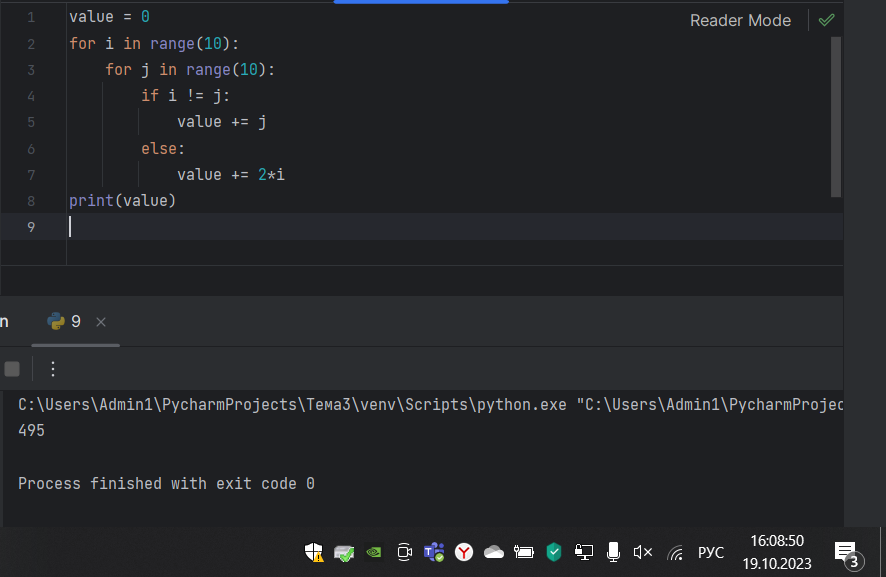 Reader Mode
1 value = 0
2 for i in range(10):
3     for j in range(10):
4         if i != j:
5             value += j
6         else:
7             value += 2*i
8 print(value)
9
n 9
C:\Users\Admin1\PycharmProjects\Тема3\venv\Scripts\python.exe "C:\Users\Admin1\PycharmProjec
495
Process finished with exit code 0
РУС
16:08:50
19.10.2023
3